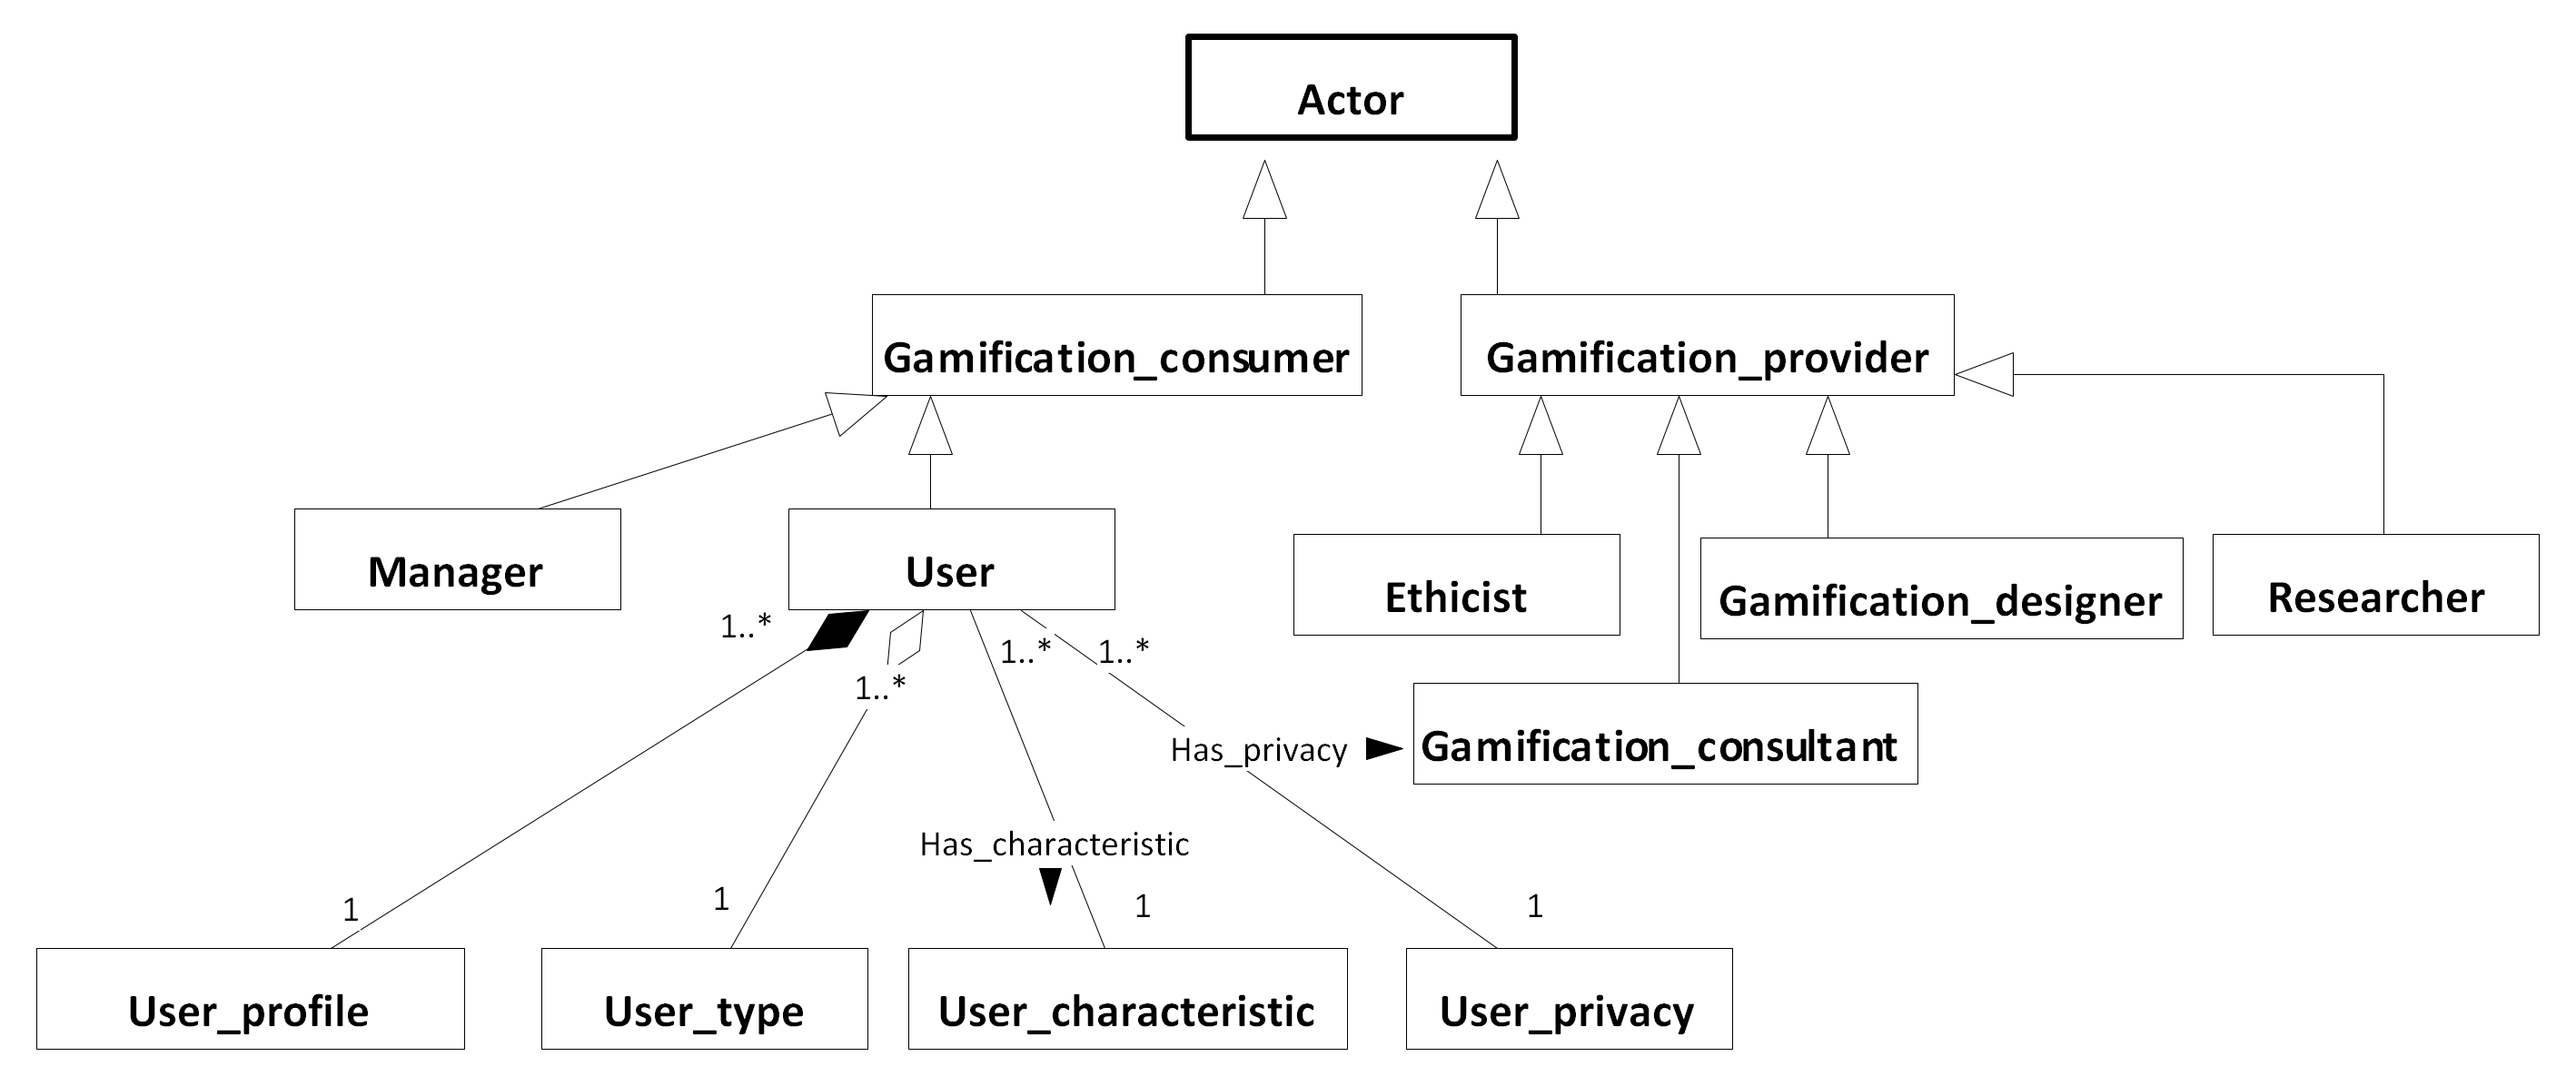 Actor
Gamification_consumer
Gamification_provider
Manager
User
Ethicist
Gamification_designer
Researcher
1..*
1..*
1..*
1..*
Has_privacy
Gamification_consultant
Has_characteristic
1
1
1
1
User_profile
User_type
User_characteristic
User_privacy